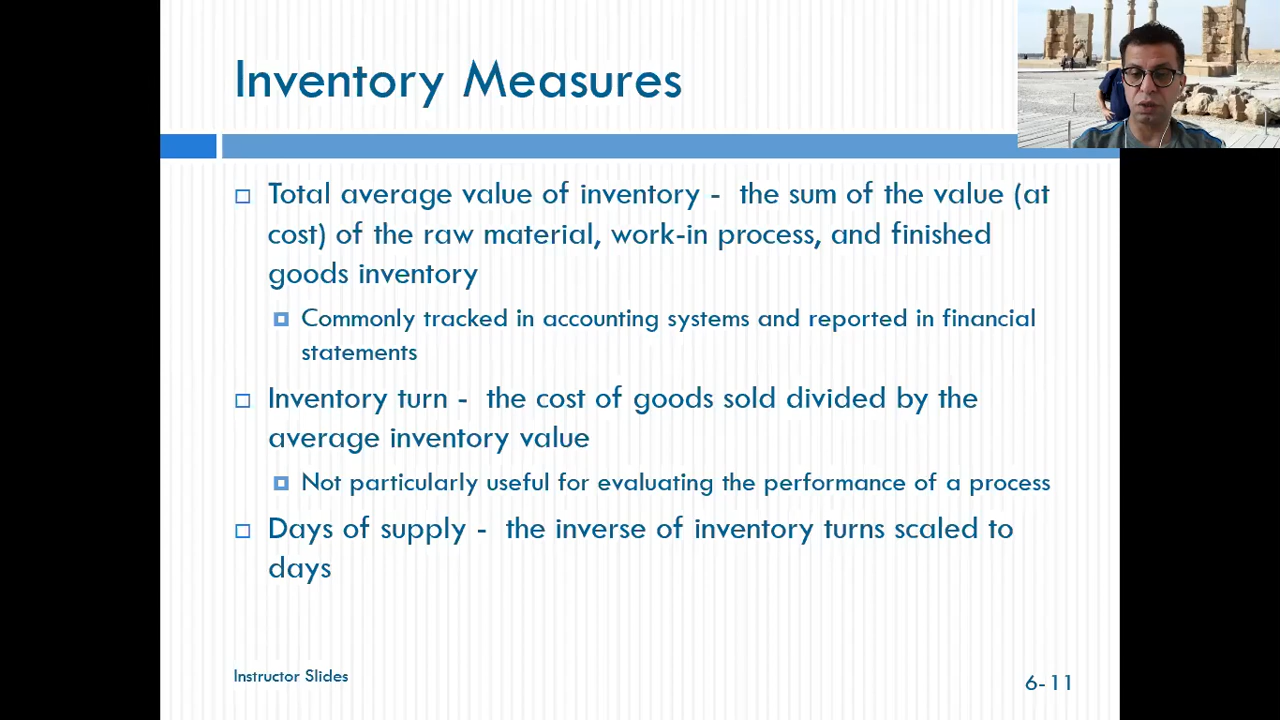 Inventory Measures
Total average value of inventory - the sum of the value (at
cost) of the raw material, work-in process, and finished
goods inventory
Commonly tracked in accounting systems and reported in financial
statements
Inventory turn - the cost of goods sold divided by the
average inventory value
Not particularly useful for evaluating the performance of a process
Days of supply - the inverse of inventory turns scaled to
days
Instructor Slides
6-11